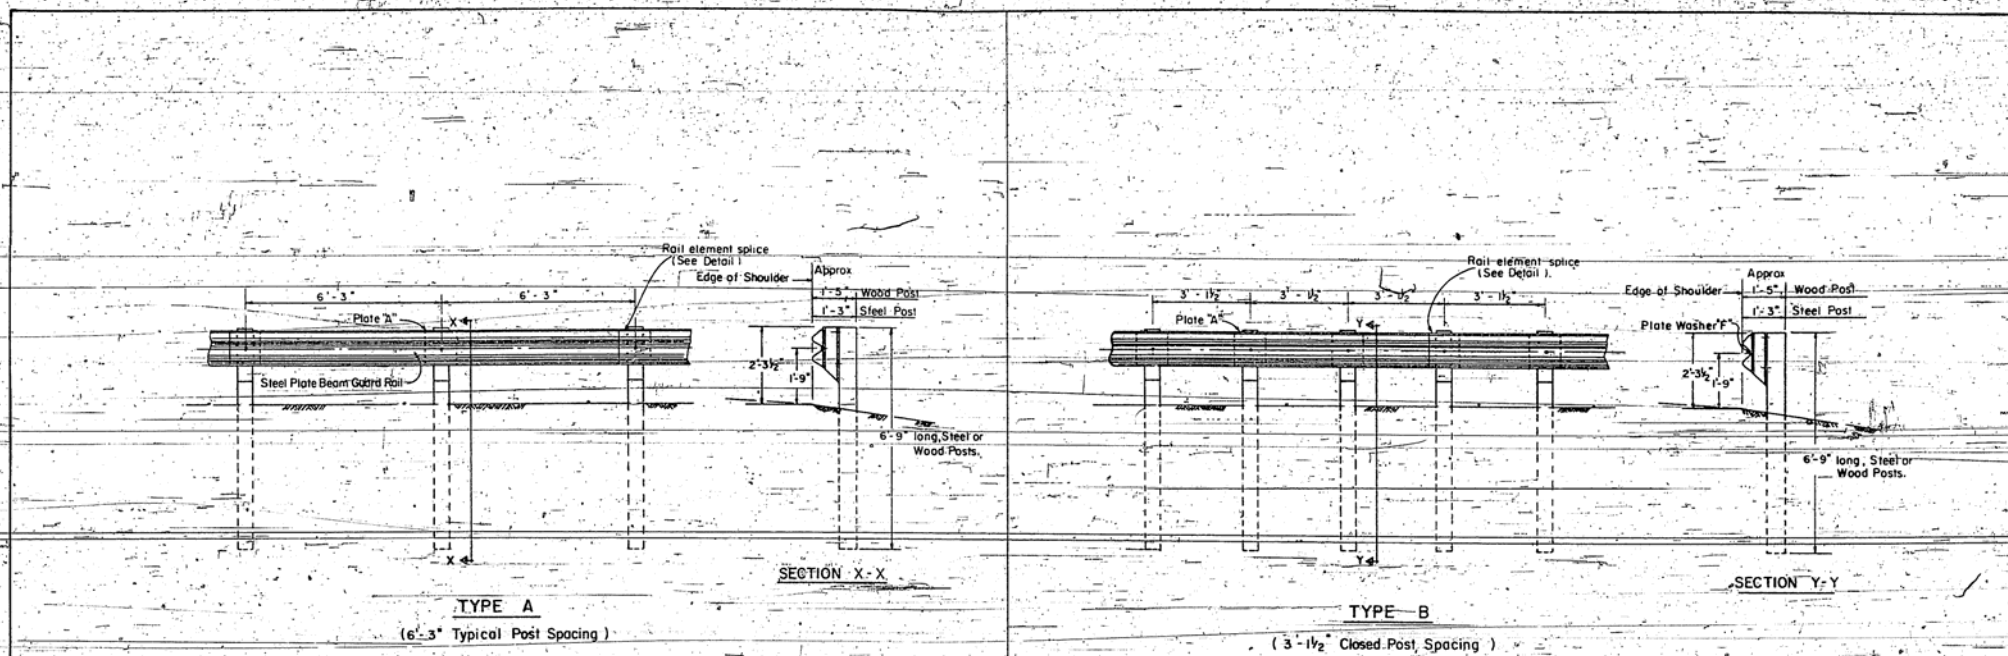 Rail element splice
(See Detail)
Edge of Shoulder
Approx
1'-5" Wood Post
1'-3" Steel Post
6'-3"
6'-3"
Plate "A"
X
Steel Plate Beam Guard Rail
2'-3½"
1'-9"
6'-9" long, Steel or
Wood Posts.
X
SECTION X-X
TYPE A
(6'-3" Typical Post Spacing)
Rail element splice
(See Detail).
Edge of Shoulder
Approx
1'-5" Wood Post
1'-3" Steel Post
3'-1½"
3'-1½"
3'-1½"
3'-1½"
Plate "A"
Y
Plate Washer "F"
2'-3½"
1'-9"
6'-9" long, Steel or
Wood Posts.
Y
SECTION Y-Y
TYPE B
(3'-1½" Closed Post Spacing)